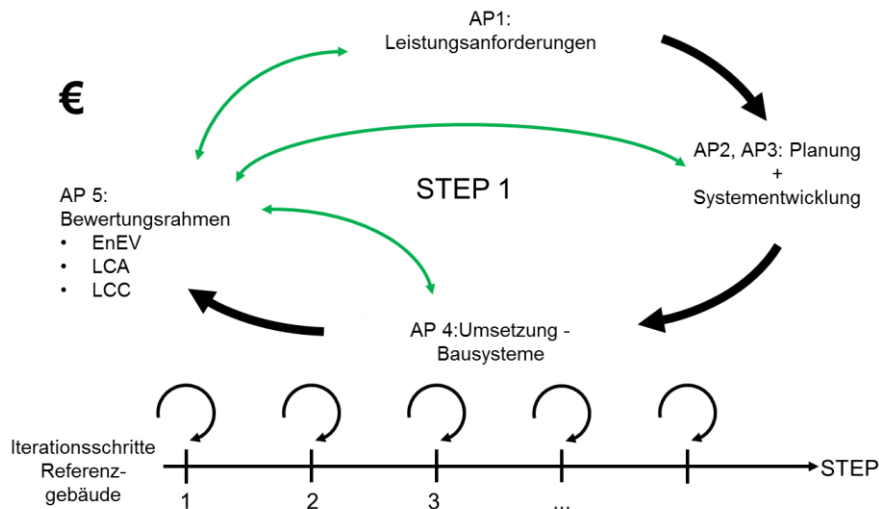 AP1:
Leistungsanforderungen
€
AP2, AP3: Planung
+
Systementwicklung
STEP 1
AP 5:
Bewertungsrahmen
• EnEV
• LCA
• LCC
AP 4:Umsetzung -
Bausysteme
Iterationsschritte
Referenz-
gebäude
STEP
1 2 3 ...